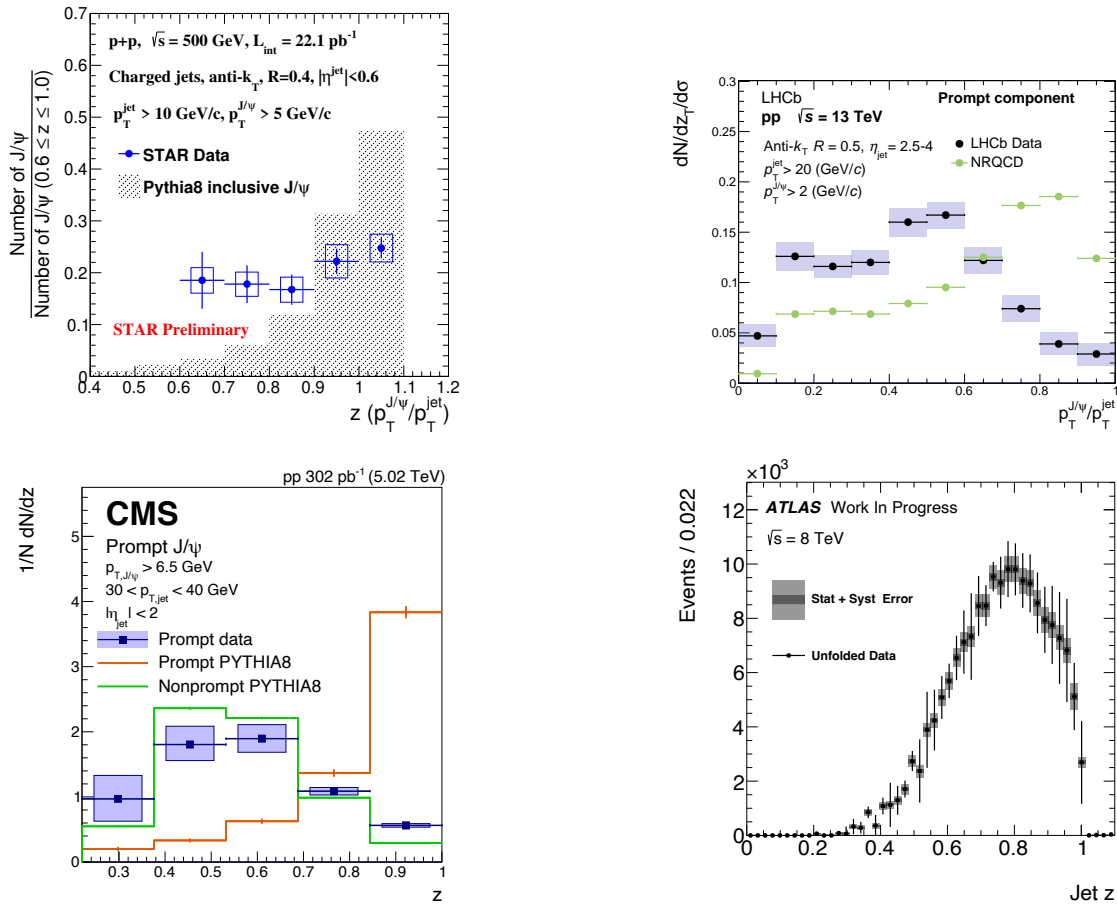 0.7
0.6
0.5
0.4
0.3
0.2
0.1
0
p+p, √s = 500 GeV, L_int = 22.1 pb⁻¹
Charged jets, anti-k_T, R=0.4, |η^jet|<0.6
p_T^jet > 10 GeV/c, p_T^J/ψ > 5 GeV/c
STAR Data
Pythia8 inclusive J/ψ
STAR Preliminary
Number of J/ψ
Number of J/ψ (0.6 ≤ z ≤ 1.0)
0.4 0.5 0.6 0.7 0.8 0.9 1.0 1.1 1.2
z (p_T^J/ψ/p_T^jet)
dN/dz_T/dσ
0.3
0.25
0.2
0.15
0.1
0.05
0
LHCb
Prompt component
pp √s = 13 TeV
Anti-k_T R = 0.5, η_jet = 2.5-4
p_T^jet > 20 (GeV/c)
p_T^J/ψ > 2 (GeV/c)
LHCb Data
NRQCD
0 0.2 0.4 0.6 0.8 1
p_T^J/ψ/p_T^jet
pp 302 pb⁻¹ (5.02 TeV)
1/N dN/dz
5
4
3
2
1
0
CMS
Prompt J/ψ
p_T,J/ψ > 6.5 GeV
30 < p_T,jet < 40 GeV
|η_jet| < 2
Prompt data
Prompt PYTHIA8
Nonprompt PYTHIA8
0.3 0.4 0.5 0.6 0.7 0.8 0.9 1
z
×10³
Events / 0.022
12
10
8
6
4
2
0
ATLAS Work In Progress
√s = 8 TeV
Stat + Syst Error
Unfolded Data
0 0.2 0.4 0.6 0.8 1
Jet z